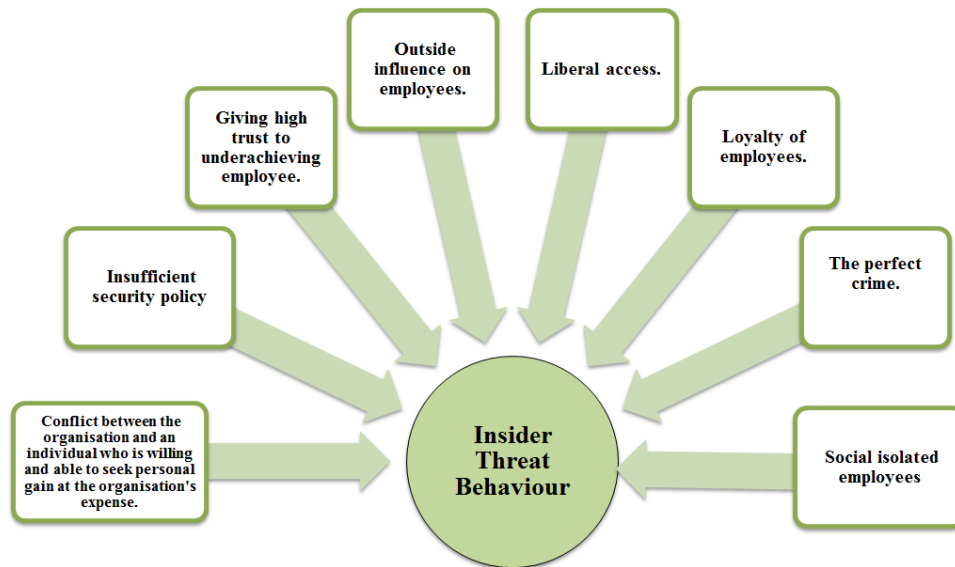 Conflict between the
organisation and an
individual who is willing
and able to seek personal
gain at the organisation's
expense.
Insufficient
security policy
Giving high
trust to
underachieving
employee.
Outside
influence on
employees.
Liberal access.
Loyalty of
employees.
The perfect
crime.
Social isolated
employees
Insider
Threat
Behaviour